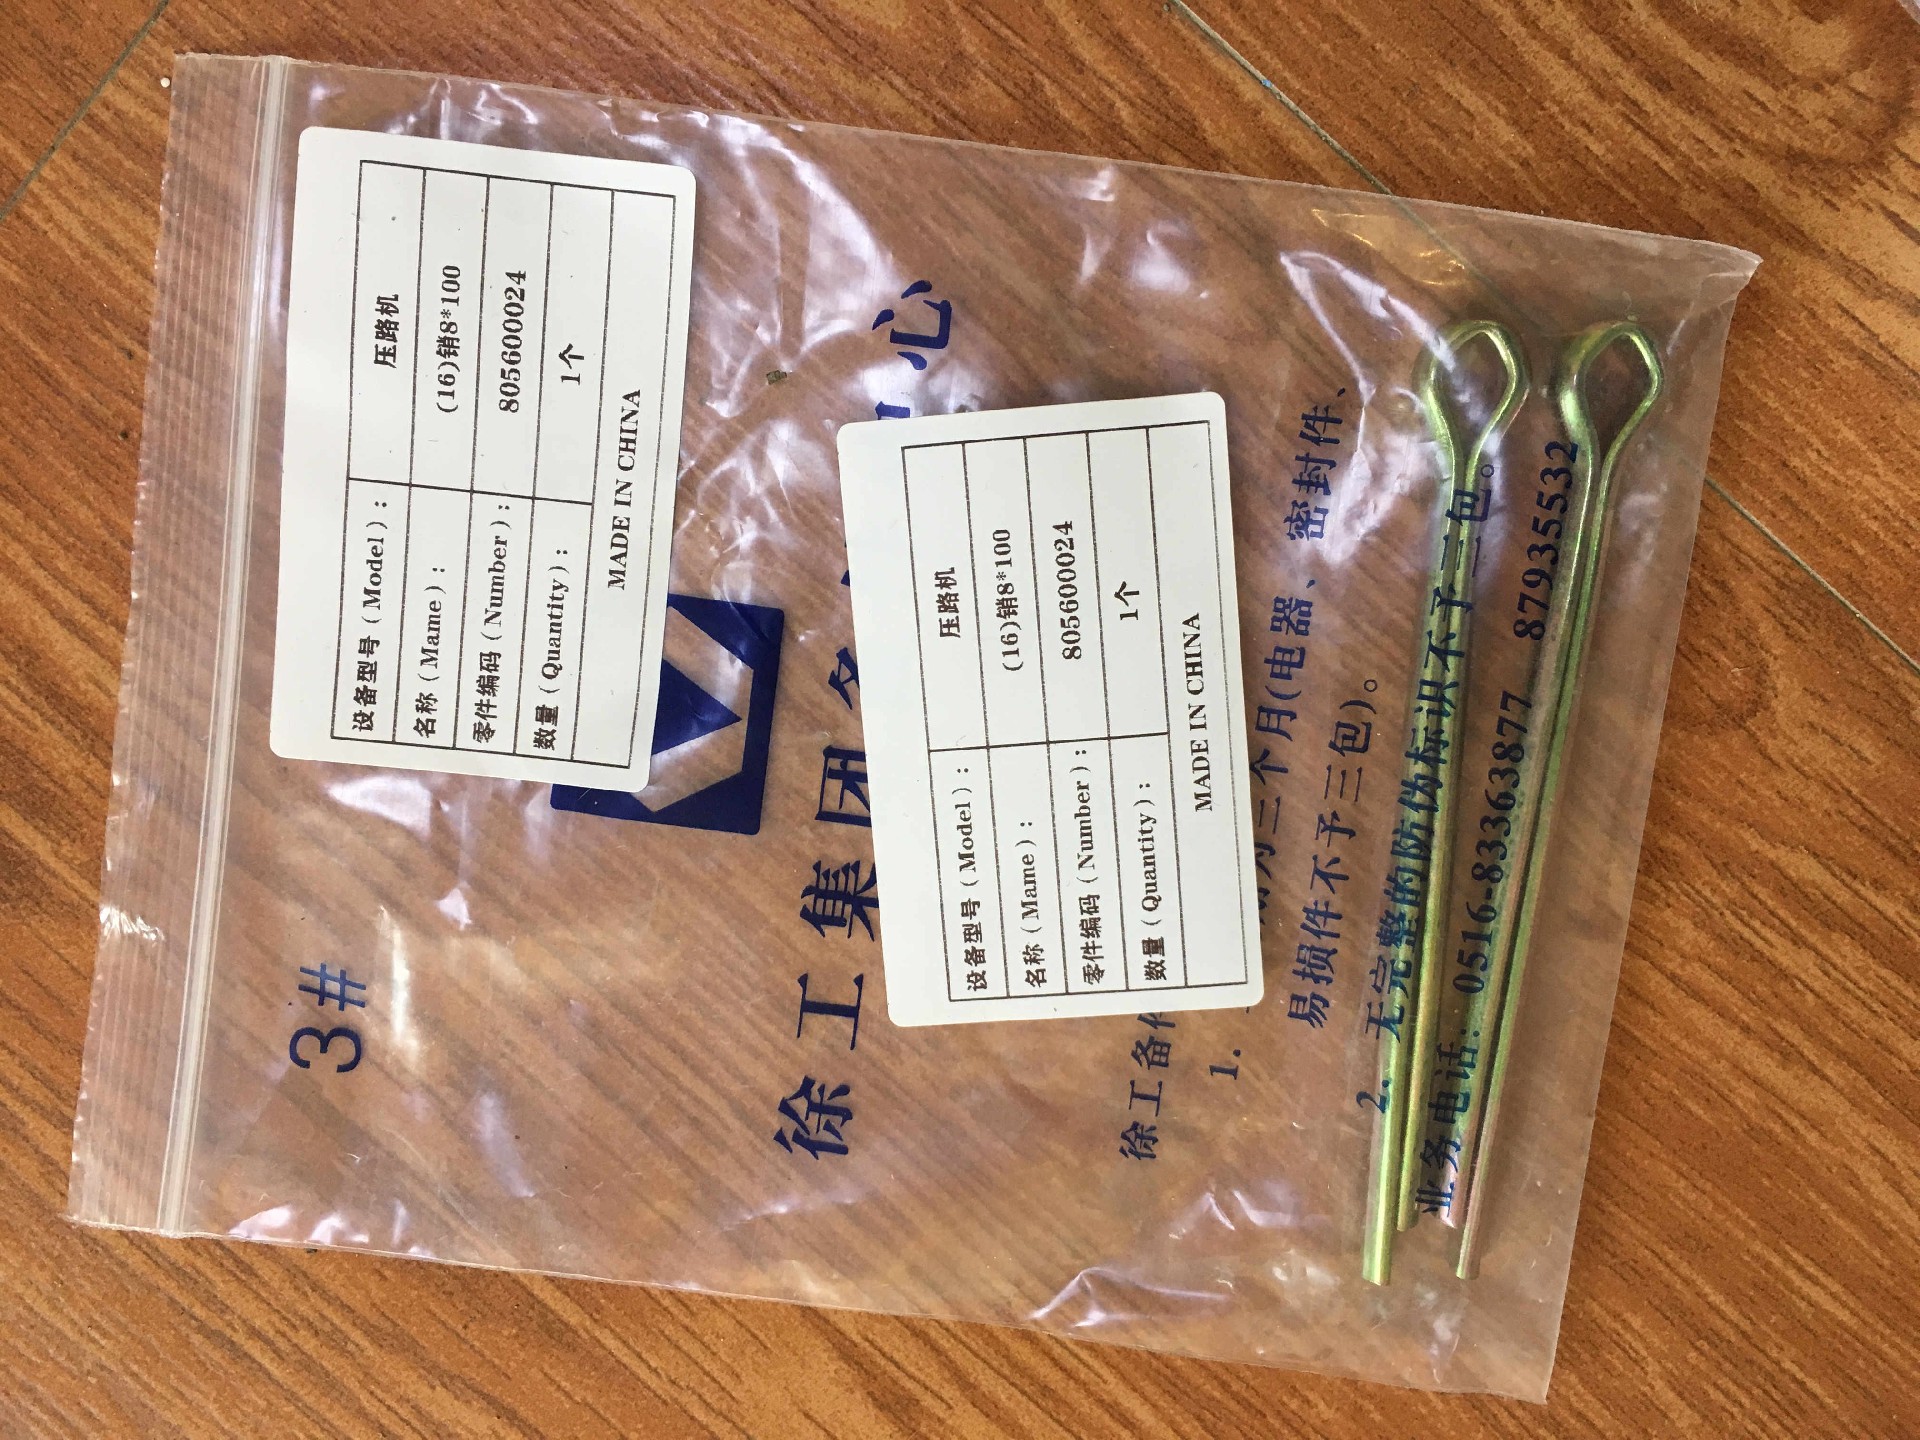 3#
设备型号（Model）： 压路机
名称（Mame）： (16)销8*100
零件编码（Number）： 805600024
数量（Quantity）： 1个
MADE IN CHINA
徐工集团
心
设备型号（Model）： 压路机
名称（Mame）： (16)销8*100
零件编码（Number）： 805600024
数量（Quantity）： 1个
MADE IN CHINA
徐工备件
1. 为三个月(电器、密封件、
易损件不予三包)。
2. 无完整的防伪标识不予三包。
业务电话：0516-83363877 87935532